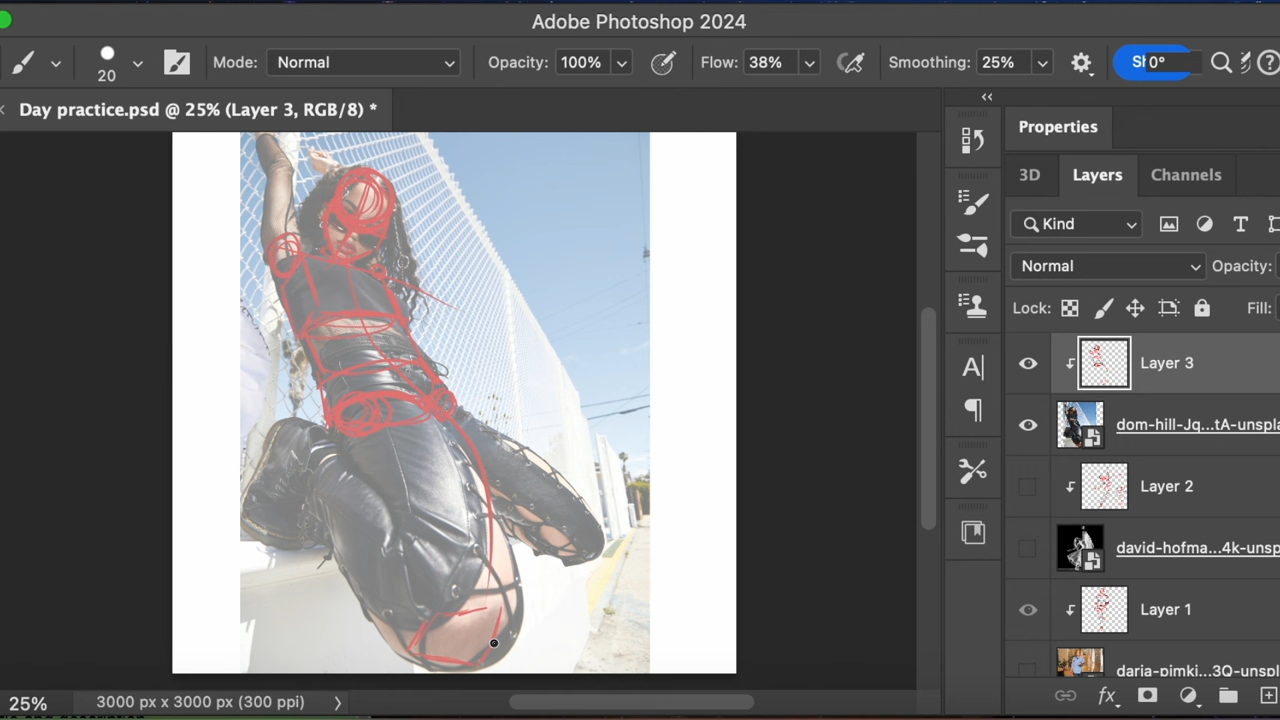 Adobe Photoshop 2024
20
Mode: Normal
Opacity: 100%
Flow: 38%
Smoothing: 25%
0°
Day practice.psd @ 25% (Layer 3, RGB/8) *
Properties
3D
Layers
Channels
Kind
Normal
Opacity:
Lock:
Fill:
Layer 3
dom-hill-Jq...tA-unspla
Layer 2
david-hofma...4k-unsp
Layer 1
daria-pimki...3Q-unspl
fx
25%
3000 px x 3000 px (300 ppi)